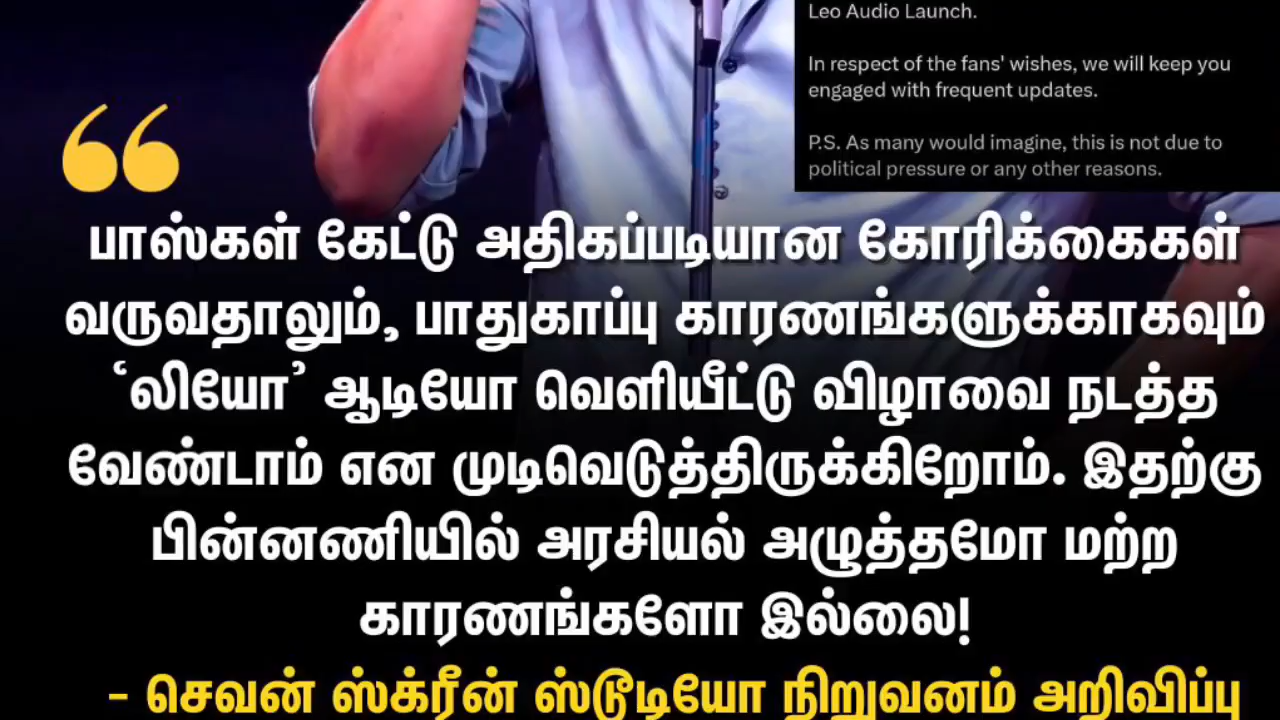 Leo Audio Launch.
In respect of the fans' wishes, we will keep you
engaged with frequent updates.
P.S. As many would imagine, this is not due to
political pressure or any other reasons.
“
பாஸ்கள் கேட்டு அதிகப்படியான கோரிக்கைகள்
வருவதாலும், பாதுகாப்பு காரணங்களுக்காகவும்
‘லியோ’ ஆடியோ வெளியீட்டு விழாவை நடத்த
வேண்டாம் என முடிவெடுத்திருக்கிறோம். இதற்கு
பின்னணியில் அரசியல் அழுத்தமோ மற்ற
காரணங்களோ இல்லை!
- செவன் ஸ்க்ரீன் ஸ்டூடியோ நிறுவனம் அறிவிப்பு